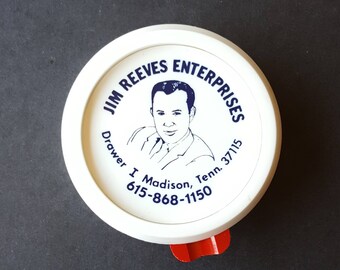 JIM REEVES ENTERPRISES
Drawer I Madison, Tenn. 37115
615-868-1150